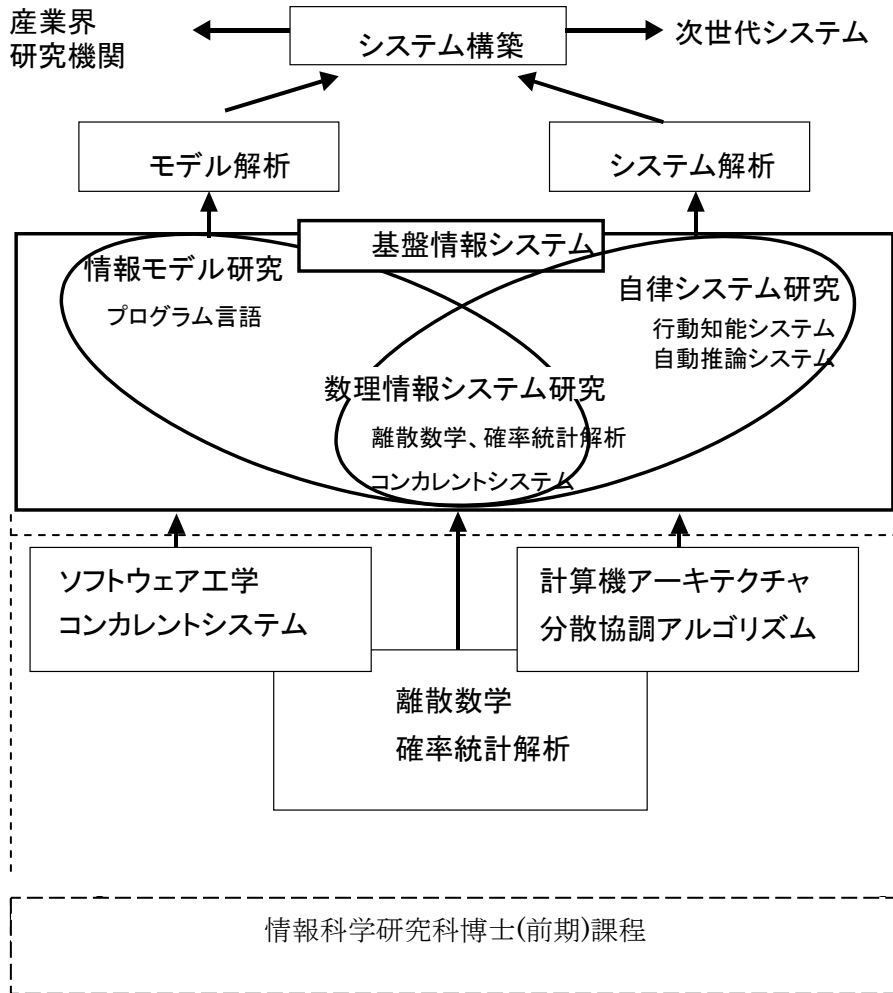 産業界
研究機関
システム構築
次世代システム
モデル解析
システム解析
基盤情報システム
情報モデル研究
プログラム言語
自律システム研究
行動知能システム
自動推論システム
数理情報システム研究
離散数学、確率統計解析
コンカレントシステム
ソフトウェア工学
コンカレントシステム
計算機アーキテクチャ
分散協調アルゴリズム
離散数学
確率統計解析
情報科学研究科博士(前期)課程